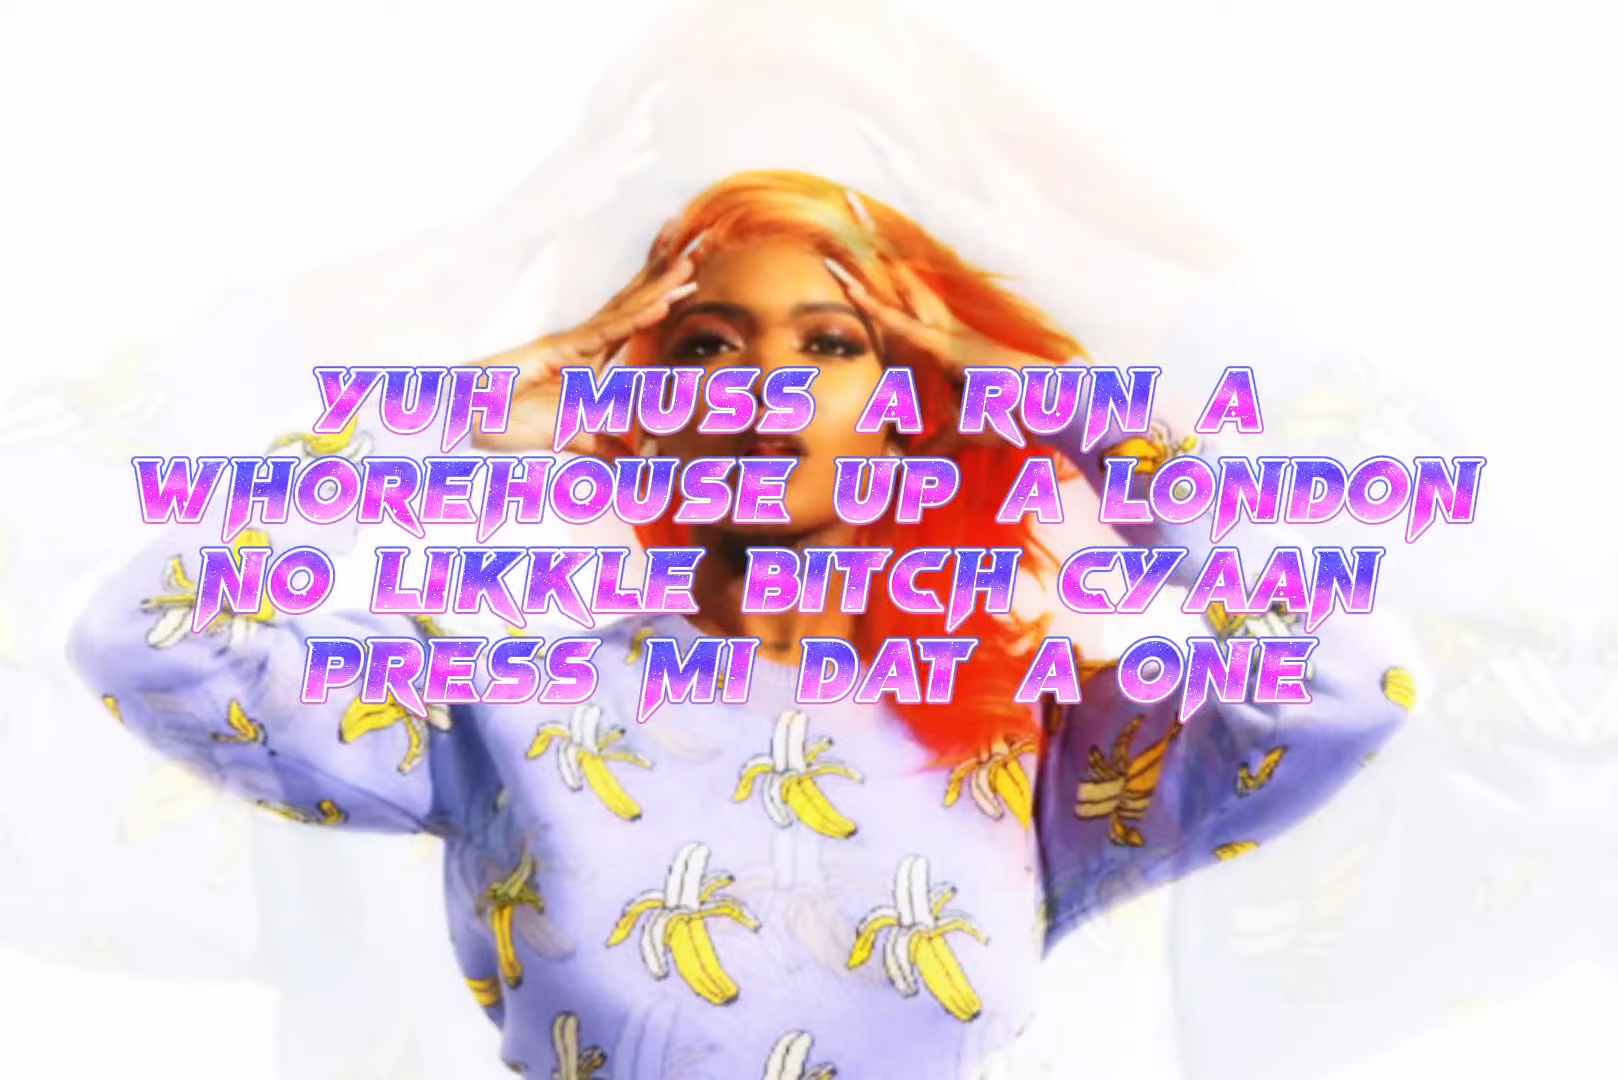 YUH MUSS A RUN A
WHOREHOUSE UP A LONDON
NO LIKKLE BITCH CYAAN
PRESS MI DAT A ONE